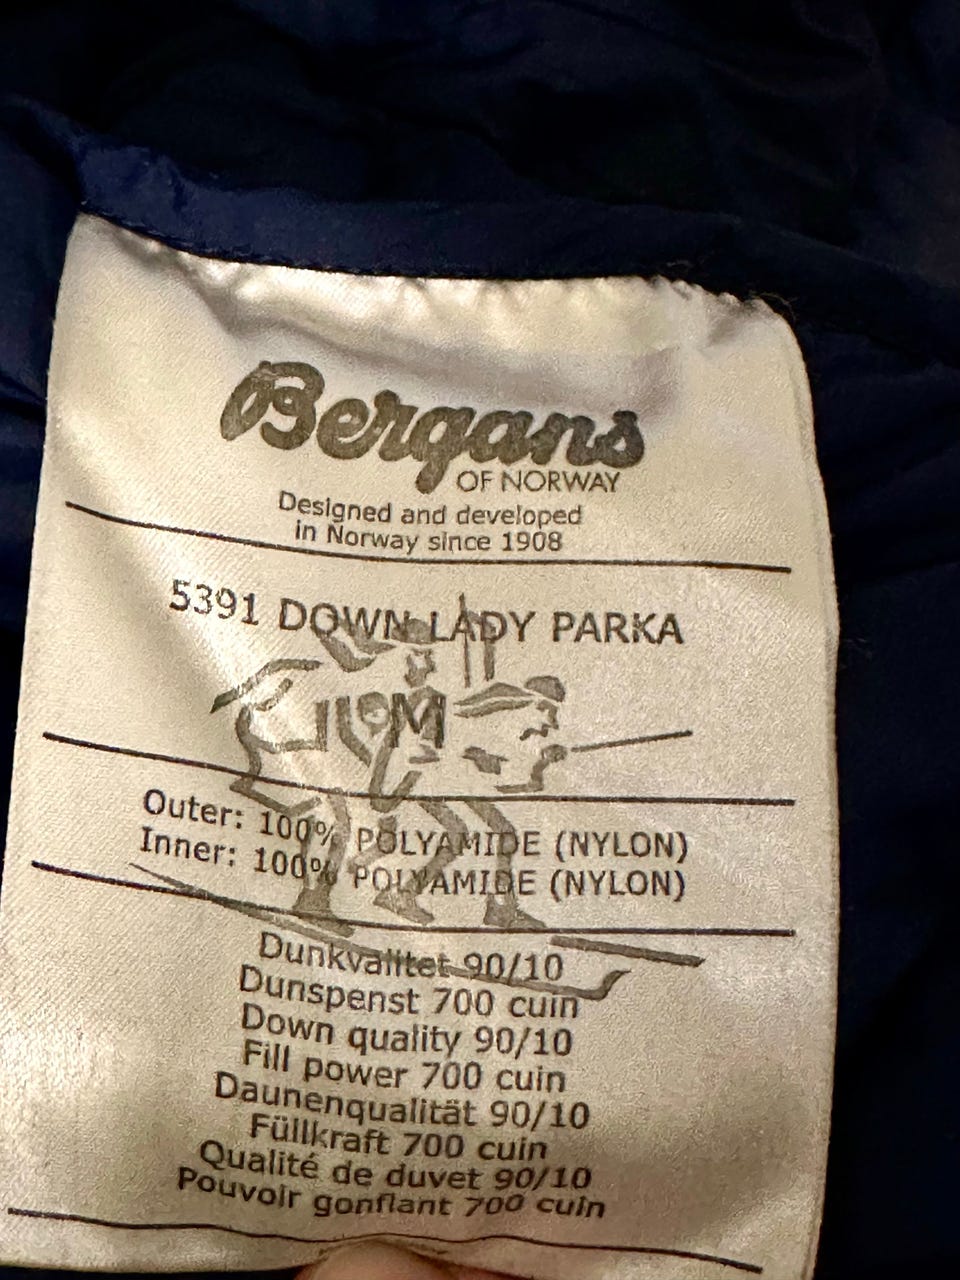 Bergans
OF NORWAY
Designed and developed
in Norway since 1908
5391 DOWN LADY PARKA
M
Outer: 100% POLYAMIDE (NYLON)
Inner: 100% POLYAMIDE (NYLON)
Dunkvalitet 90/10
Dunspenst 700 cuin
Down quality 90/10
Fill power 700 cuin
Daunenqualität 90/10
Füllkraft 700 cuin
Qualité de duvet 90/10
Pouvoir gonflant 700 cuin